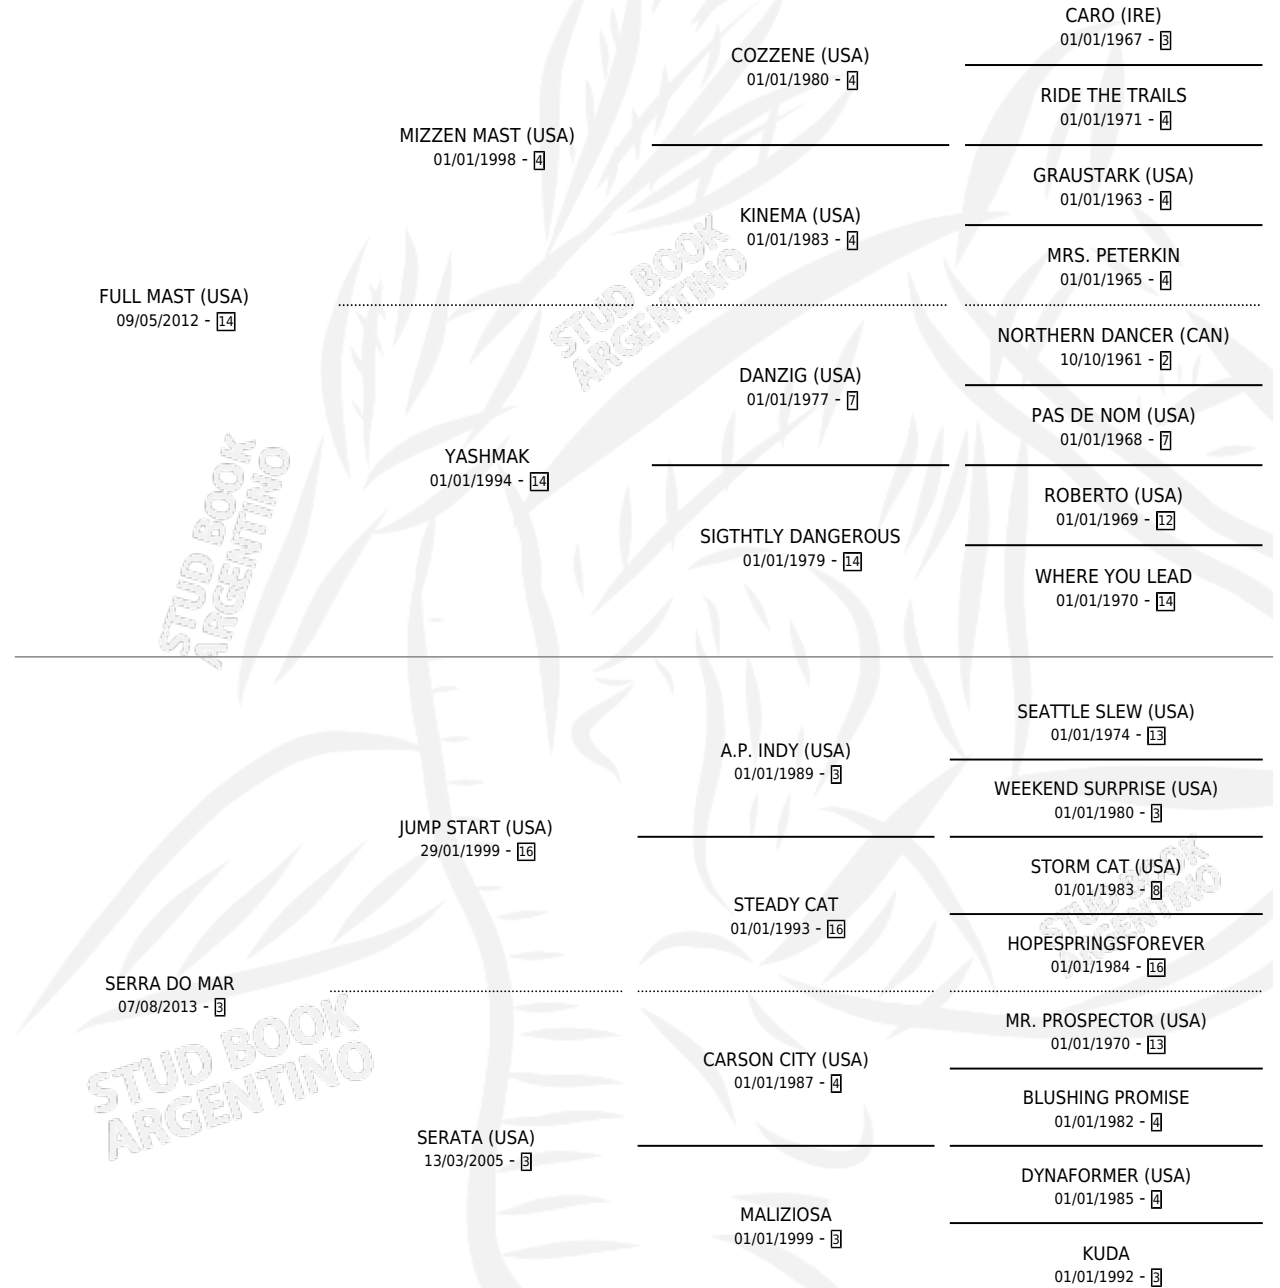 CARO (IRE)
01/01/1967 - 3
COZZENE (USA)
01/01/1980 - 4
RIDE THE TRAILS
01/01/1971 - 4
MIZZEN MAST (USA)
01/01/1998 - 4
GRAUSTARK (USA)
01/01/1963 - 4
KINEMA (USA)
01/01/1983 - 4
MRS. PETERKIN
01/01/1965 - 4
FULL MAST (USA)
09/05/2012 - 14
STUD BOOK
ARGENTINO
NORTHERN DANCER (CAN)
10/10/1961 - 2
DANZIG (USA)
01/01/1977 - 7
PAS DE NOM (USA)
01/01/1968 - 7
YASHMAK
01/01/1994 - 14
ROBERTO (USA)
01/01/1969 - 12
SIGTHTLY DANGEROUS
01/01/1979 - 14
WHERE YOU LEAD
01/01/1970 - 14
STUD BOOK
ARGENTINO
SEATTLE SLEW (USA)
01/01/1974 - 13
A.P. INDY (USA)
01/01/1989 - 3
WEEKEND SURPRISE (USA)
01/01/1980 - 3
JUMP START (USA)
29/01/1999 - 16
STORM CAT (USA)
01/01/1983 - 8
STEADY CAT
01/01/1993 - 16
HOPESPRINGSFOREVER
01/01/1984 - 16
STUD BOOK
ARGENTINO
SERRA DO MAR
07/08/2013 - 3
MR. PROSPECTOR (USA)
01/01/1970 - 13
CARSON CITY (USA)
01/01/1987 - 4
BLUSHING PROMISE
01/01/1982 - 4
STUD BOOK
ARGENTINO
SERATA (USA)
13/03/2005 - 3
DYNAFORMER (USA)
01/01/1985 - 4
MALIZIOSA
01/01/1999 - 3
KUDA
01/01/1992 - 3